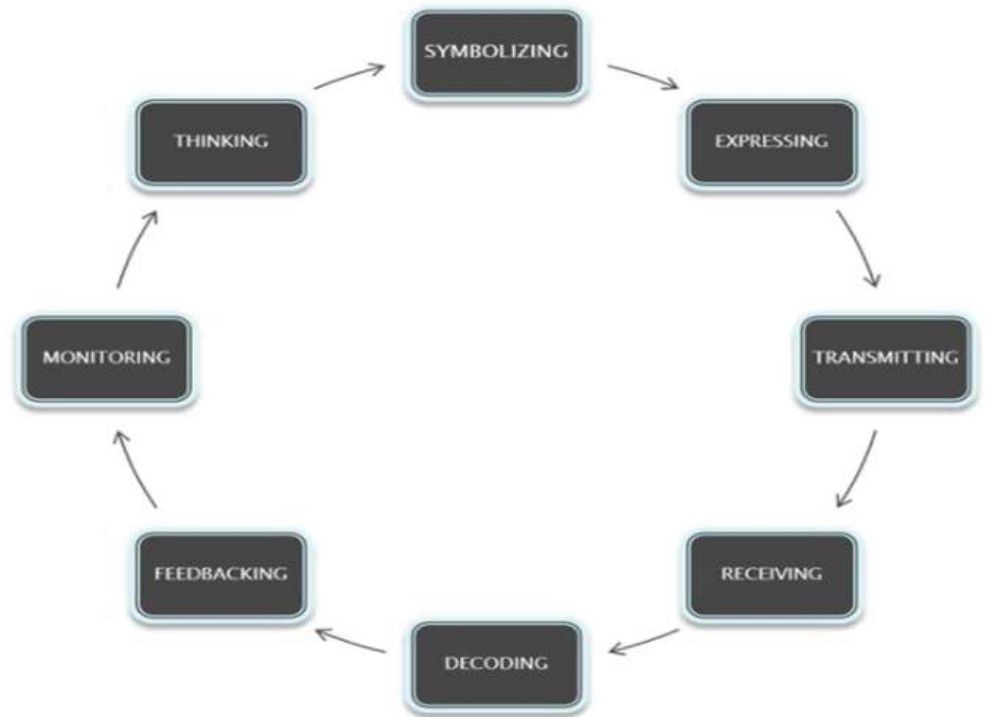 SYMBOLIZING
EXPRESSING
TRANSMITTING
RECEIVING
DECODING
FEEDBACKING
MONITORING
THINKING